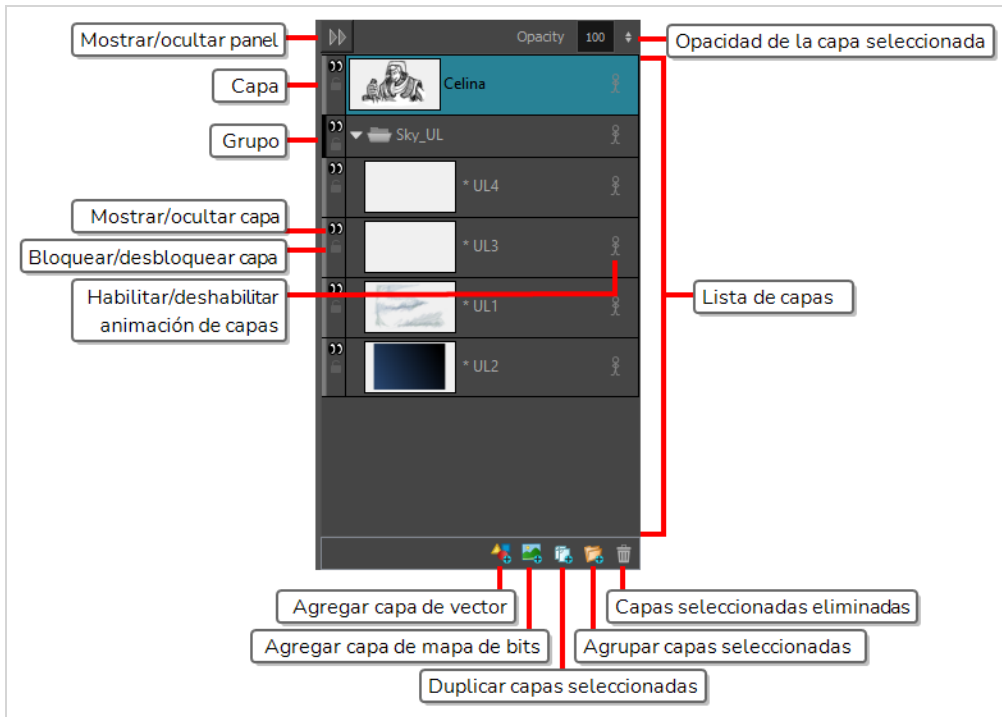 Mostrar/ocultar panel
Opacity 100
Opacidad de la capa seleccionada
Capa
Celina
Grupo
Sky_UL
* UL4
Mostrar/ocultar capa
Bloquear/desbloquear capa
* UL3
Habilitar/deshabilitar
animación de capas
* UL1
Lista de capas
* UL2
Agregar capa de vector
Capas seleccionadas eliminadas
Agregar capa de mapa de bits
Agrupar capas seleccionadas
Duplicar capas seleccionadas